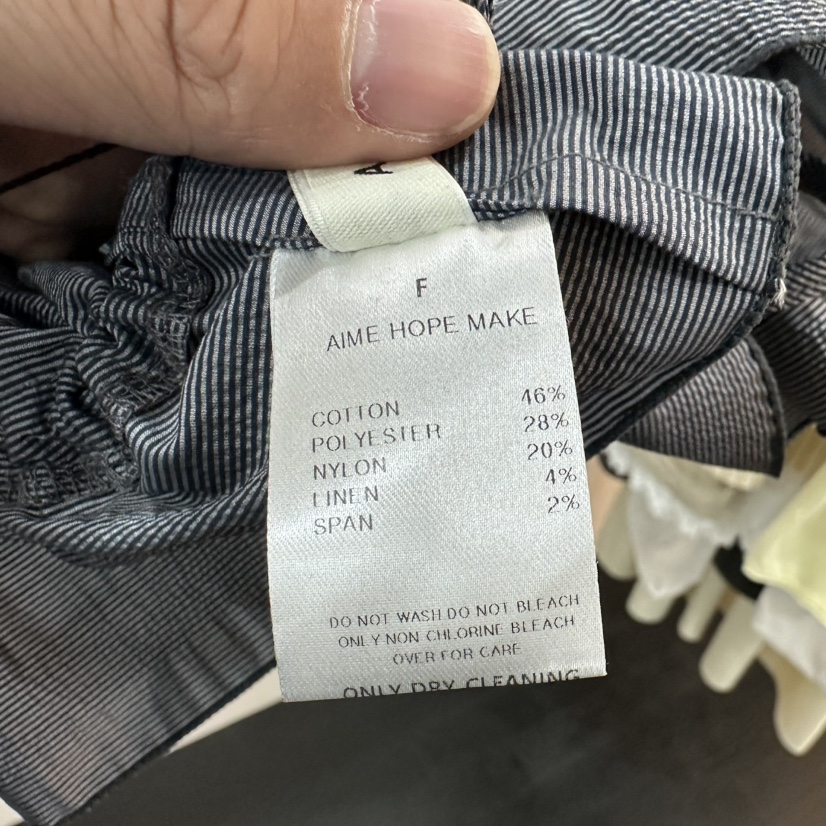 A
F
AIME HOPE MAKE
COTTON 46%
POLYESTER 28%
NYLON 20%
LINEN 4%
SPAN 2%
DO NOT WASH.DO NOT BLEACH
ONLY NON CHLORINE BLEACH
OVER FOR CARE
ONLY DRY CLEANING